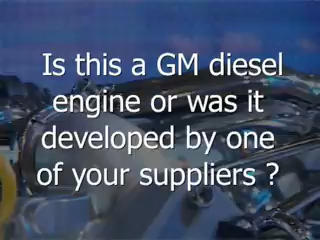 Is this a GM diesel
engine or was it
developed by one
of your suppliers ?